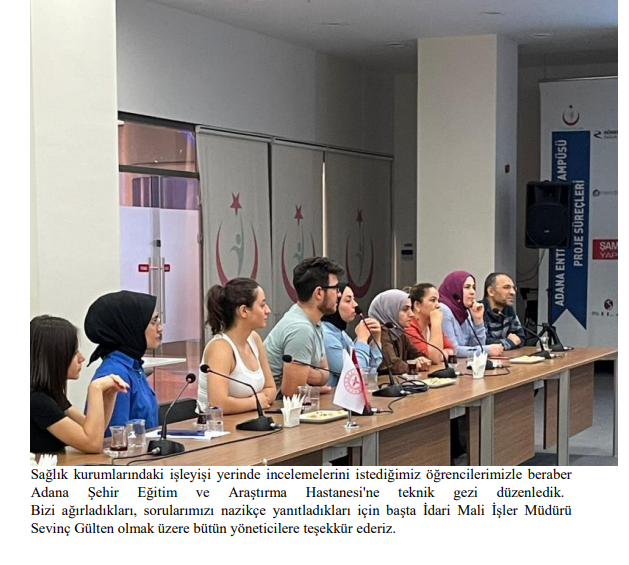 ADANA ENT
AMPÜSÜ
PROJE SÜREÇLERİ
ŞAM
YAP
Sağlık kurumlarındaki işleyişi yerinde incelemelerini istediğimiz öğrencilerimizle beraber
Adana Şehir Eğitim ve Araştırma Hastanesi'ne teknik gezi düzenledik.
Bizi ağırladıkları, sorularımızı nazikçe yanıtladıkları için başta İdari Mali İşler Müdürü
Sevinç Gülten olmak üzere bütün yöneticilere teşekkür ederiz.